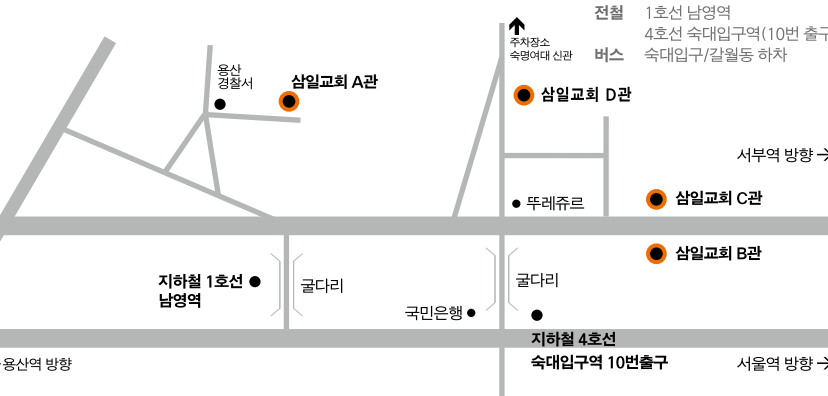 전철 1호선 남영역
4호선 숙대입구역(10번 출구
버스 숙대입구/갈월동 하차
주차장소
숙명여대 신관
용산
경찰서
삼일교회 A관
삼일교회 D관
서부역 방향 →
뚜레쥬르
삼일교회 C관
삼일교회 B관
지하철 1호선
남영역
굴다리
굴다리
국민은행
지하철 4호선
숙대입구역 10번출구
용산역 방향
서울역 방향 →